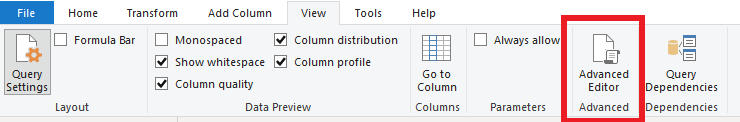 File Home Transform Add Column View Tools Help
Formula Bar
Query
Settings
Layout
Monospaced
Show whitespace
Column quality
Column distribution
Column profile
Data Preview
Go to
Column
Columns
Always allow
Parameters
Advanced
Editor
Advanced
Query
Dependencies
Dependencies